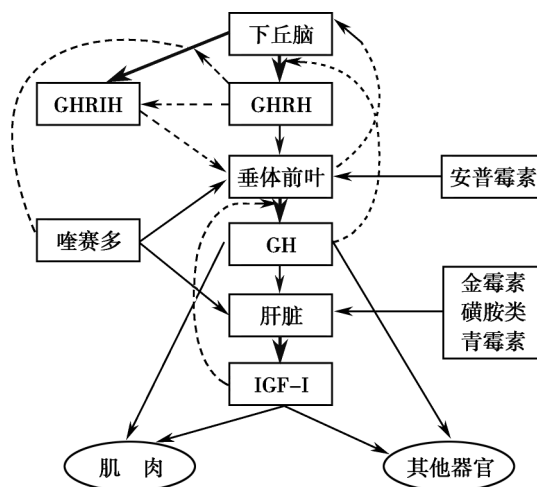 下丘脑
GHRIH
GHRH
垂体前叶
安普霉素
喹赛多
GH
金霉素
磺胺类
青霉素
肝脏
IGF-I
肌 肉
其他器官